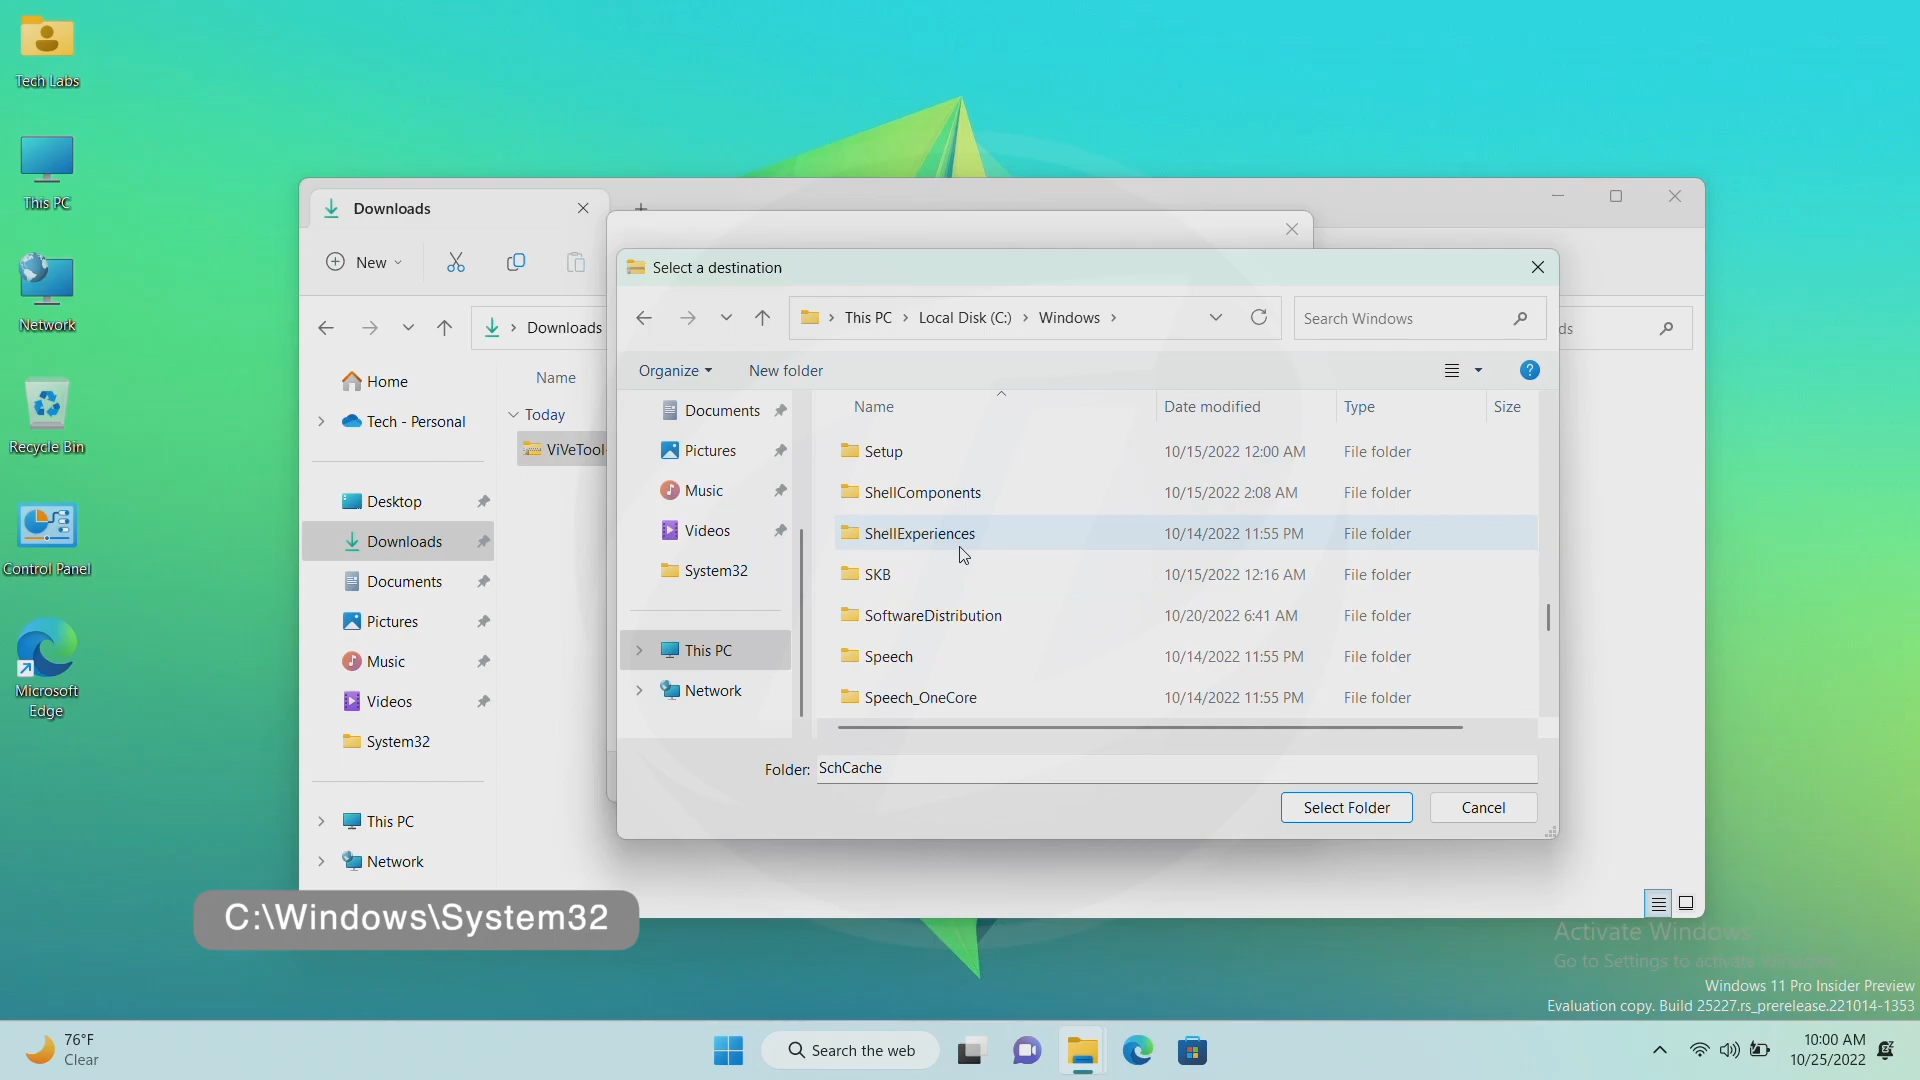 Tech Labs
This PC
Network
Recycle Bin
Control Panel
Microsoft
Edge
Downloads
New
Downloads
ds
Home
Tech - Personal
Desktop
Downloads
Documents
Pictures
Music
Videos
System32
This PC
Network
Name
Today
ViVeTool
Select a destination
This PC
Local Disk (C:)
Windows
Search Windows
Organize
New folder
?
Documents
Pictures
Music
Videos
System32
This PC
Network
Name Date modified Type Size
Setup 10/15/2022 12:00 AM File folder
ShellComponents 10/15/2022 2:08 AM File folder
ShellExperiences 10/14/2022 11:55 PM File folder
SKB 10/15/2022 12:16 AM File folder
SoftwareDistribution 10/20/2022 6:41 AM File folder
Speech 10/14/2022 11:55 PM File folder
Speech_OneCore 10/14/2022 11:55 PM File folder
Folder: SchCache
Select Folder
Cancel
C:\Windows\System32
Activate Windows
Go to Settings to activate
Windows 11 Pro Insider Preview
Evaluation copy. Build 25227.rs_prerelease.221014-1353
76°F
Clear
Search the web
10:00 AM
10/25/2022